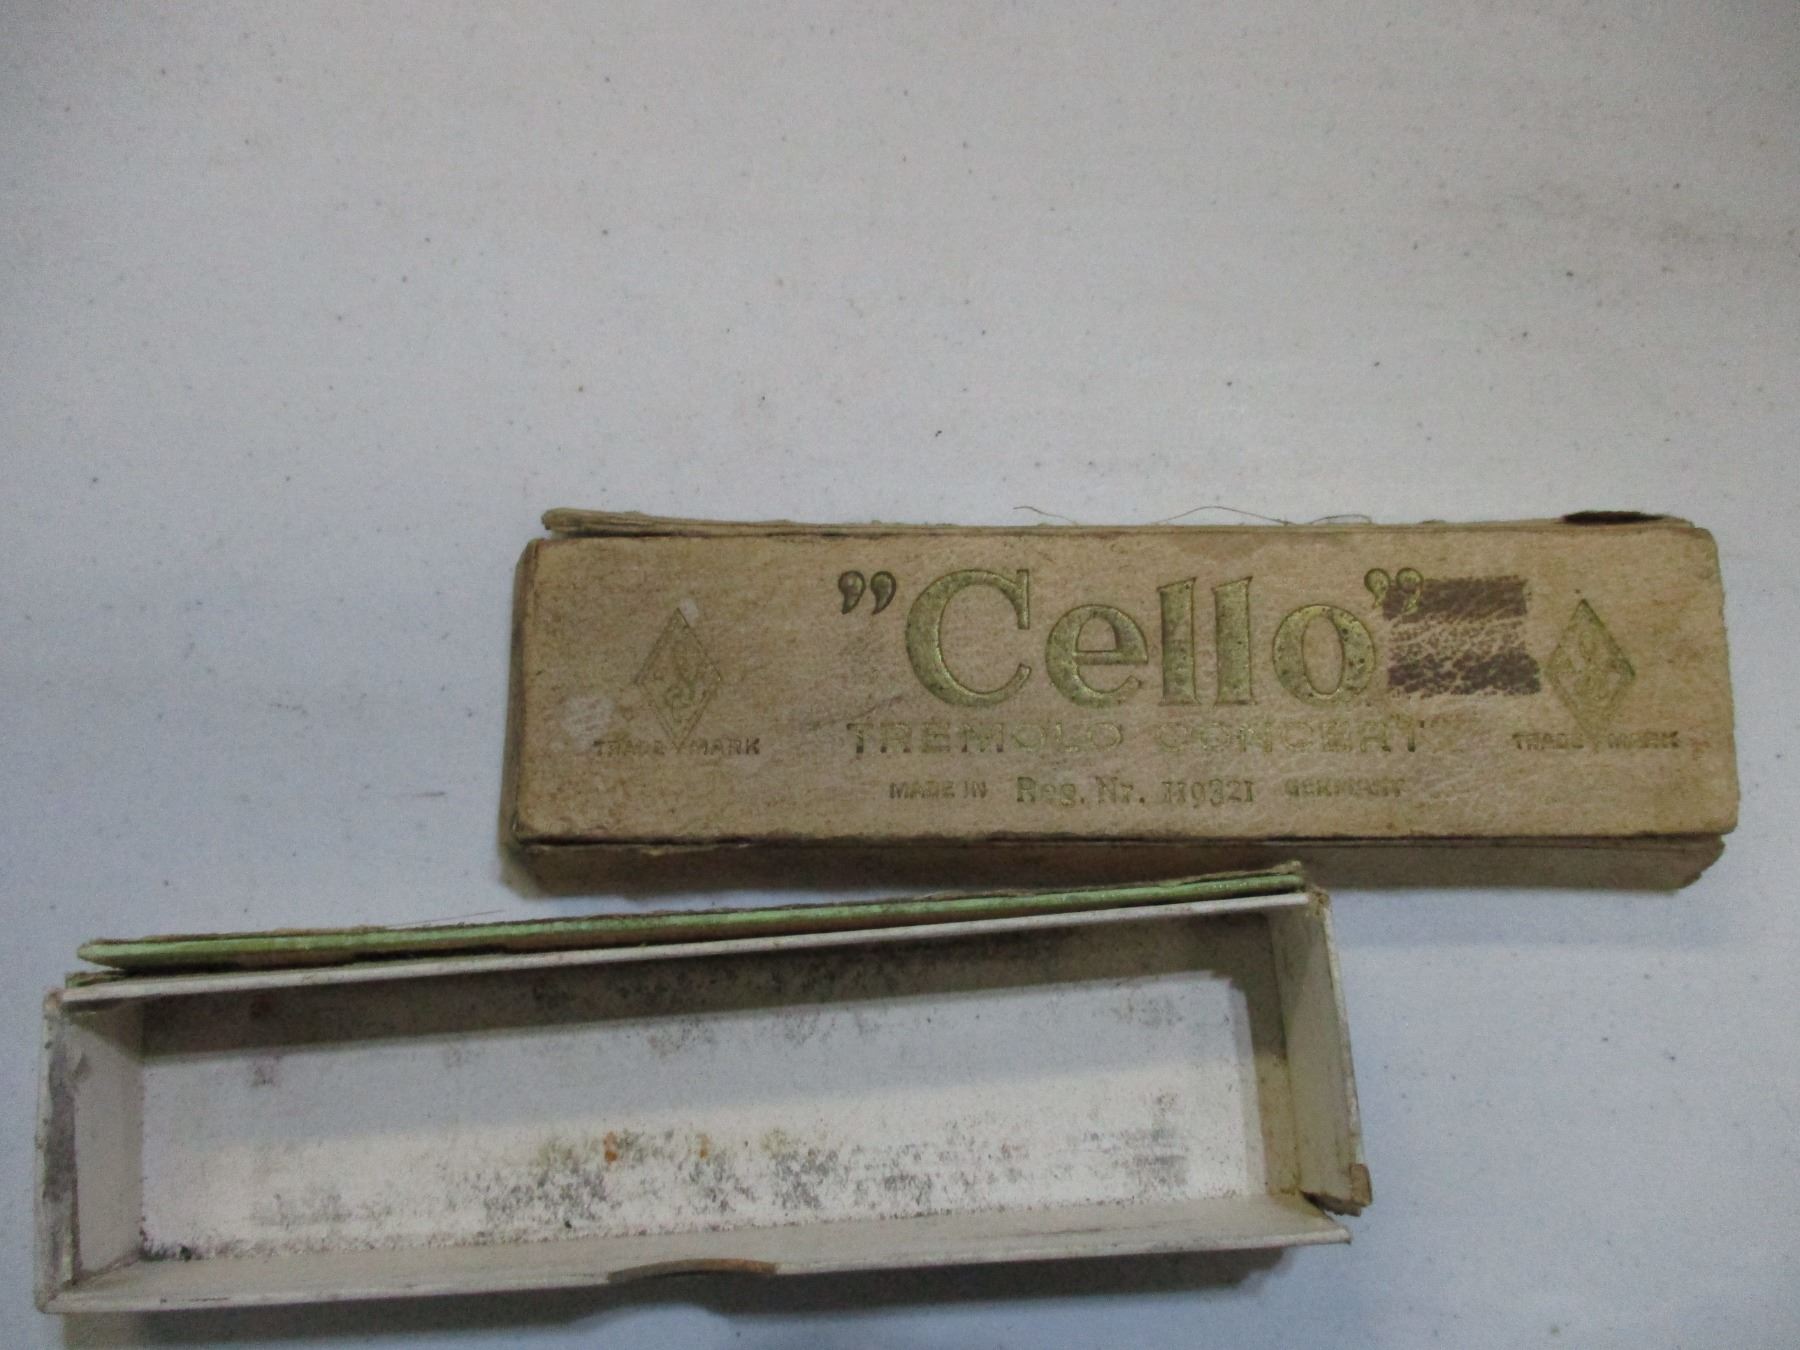 "Cello"
TREMOLO CONCERT
TRADE MARK
TRADE MARK
MADE IN Reg. Nr. 119321 GERMANY